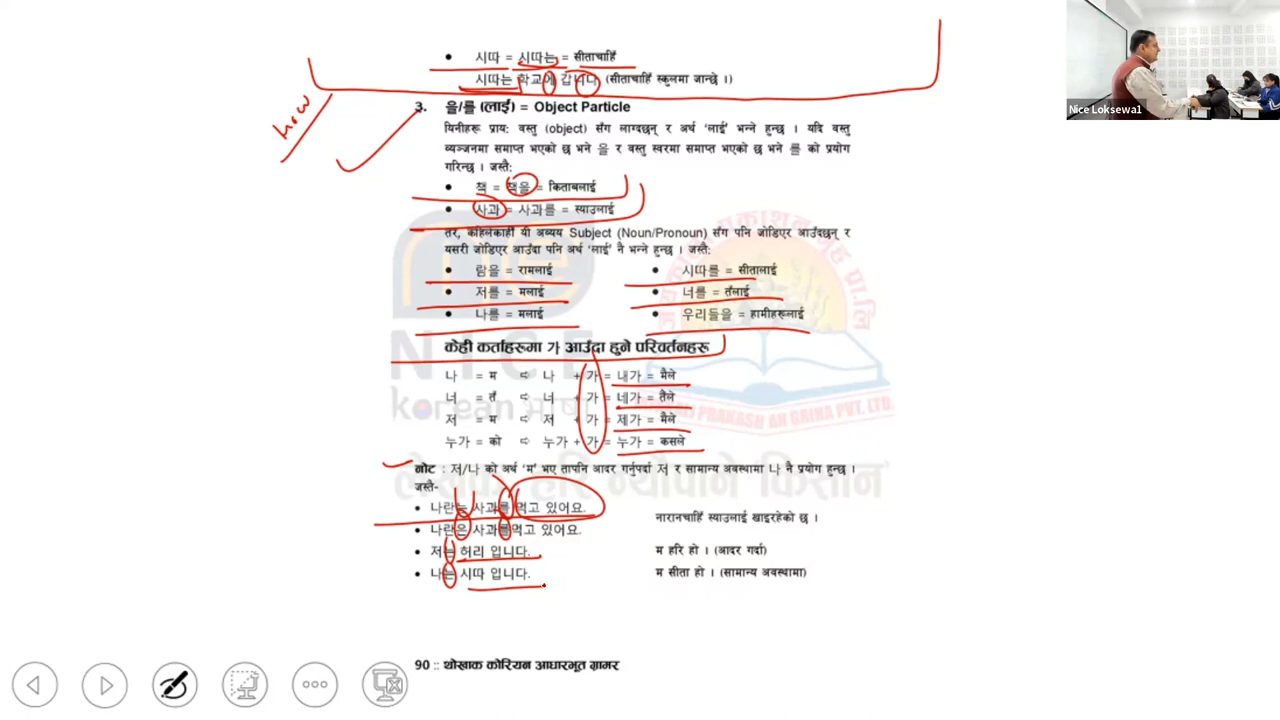 • 시따 = 시따는 = सीताचाहिँ
시따는 학교에 갑니다 (सीताचाहिँ स्कुलमा जान्छे ।)
how
3. 을/를 (लाई) = Object Particle
यिनीहरू प्राय: वस्तु (object) सँग लाग्दछन् र अर्थ 'लाई' भन्ने हुन्छ । यदि वस्तु
व्यञ्जनमा समाप्त भएको छ भने 을 र वस्तु स्वरमा समाप्त भएको छ भने 를 को प्रयोग
गरिन्छ । जस्तै:
• 책 = 책을 = किताबलाई
• 사과 = 사과를 = स्याउलाई
तर, कहिलेकाहीँ यी अव्यय Subject (Noun/Pronoun) सँग पनि जोडिएर आउँदछन् र
यसरी जोडिएर आउँदा पनि अर्थ 'लाई' नै भन्ने हुन्छ । जस्तै:
• 람을 = रामलाई • 시따를 = सीतालाई
• 저를 = मलाई • 너를 = तँलाई
• 나를 = मलाई • 우리들을 = हामीहरूलाई
केही कर्ताहरूमा 가 आउँदा हुने परिवर्तनहरू
나 = म ⇨ 나 + 가 = 내가 = मैले
너 = तँ ⇨ 너 + 가 = 네가 = तैले
저 = म ⇨ 저 + 가 = 제가 = मैले
누가 = को ⇨ 누가 + 가 = 누가 = कसले
नोट : 저/나 को अर्थ 'म' भए तापनि आदर गर्नुपर्दा 저 र सामान्य अवस्थामा 나 नै प्रयोग हुन्छ ।
जस्तै-
• 나란는 사과를 먹고 있어요.
नारानचाहिँ स्याउलाई खाइरहेको छ ।
• 나란은 사과를 먹고 있어요.
• 저는 허리 입니다. म हरि हो । (आदर गर्दा)
• 나는 시따 입니다. म सीता हो । (सामान्य अवस्थामा)
90 :: थोखाक कोरियन आधारभूत ग्रामर
Nice Loksewa1
NICE
korean भाषा